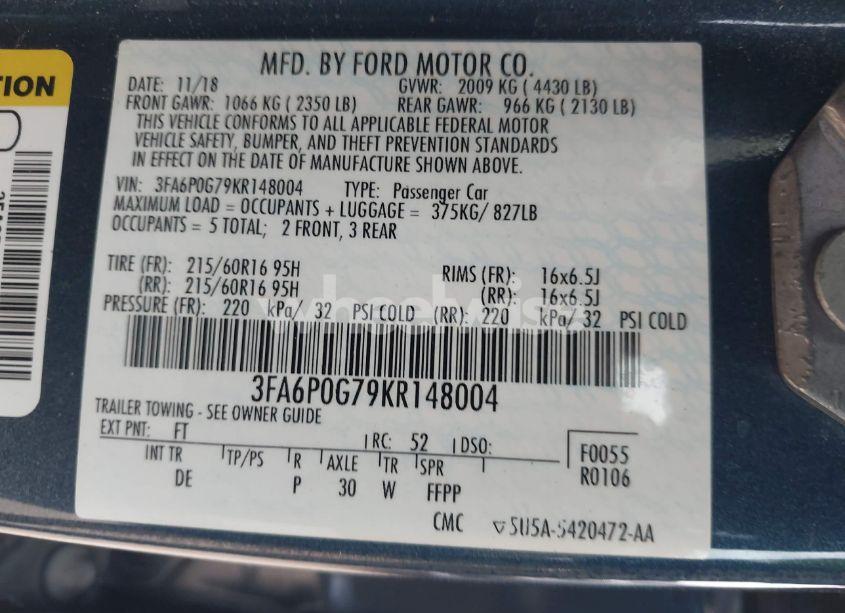 TION
MFD. BY FORD MOTOR CO.
DATE: 11/18 GVWR: 2009 KG ( 4430 LB)
FRONT GAWR: 1066 KG ( 2350 LB) REAR GAWR: 966 KG ( 2130 LB)
THIS VEHICLE CONFORMS TO ALL APPLICABLE FEDERAL MOTOR
VEHICLE SAFETY, BUMPER, AND THEFT PREVENTION STANDARDS
IN EFFECT ON THE DATE OF MANUFACTURE SHOWN ABOVE.
VIN: 3FA6P0G79KR148004 TYPE: Passenger Car
MAXIMUM LOAD = OCCUPANTS + LUGGAGE = 375KG/ 827LB
OCCUPANTS = 5 TOTAL; 2 FRONT, 3 REAR
TIRE (FR): 215/60R16 95H RIMS (FR): 16x6.5J
(RR): 215/60R16 95H (RR): 16x6.5J
PRESSURE (FR): 220 kPa/ 32 PSI COLD (RR): 220 kPa/ 32 PSI COLD
3FA6P0G79KR148004
TRAILER TOWING - SEE OWNER GUIDE
EXT PNT: FT RC: 52 DSO: F0055
INT TR TP/PS R AXLE TR SPR R0106
DE P 30 W FFPP
CMC 5U5A-5420472-AA